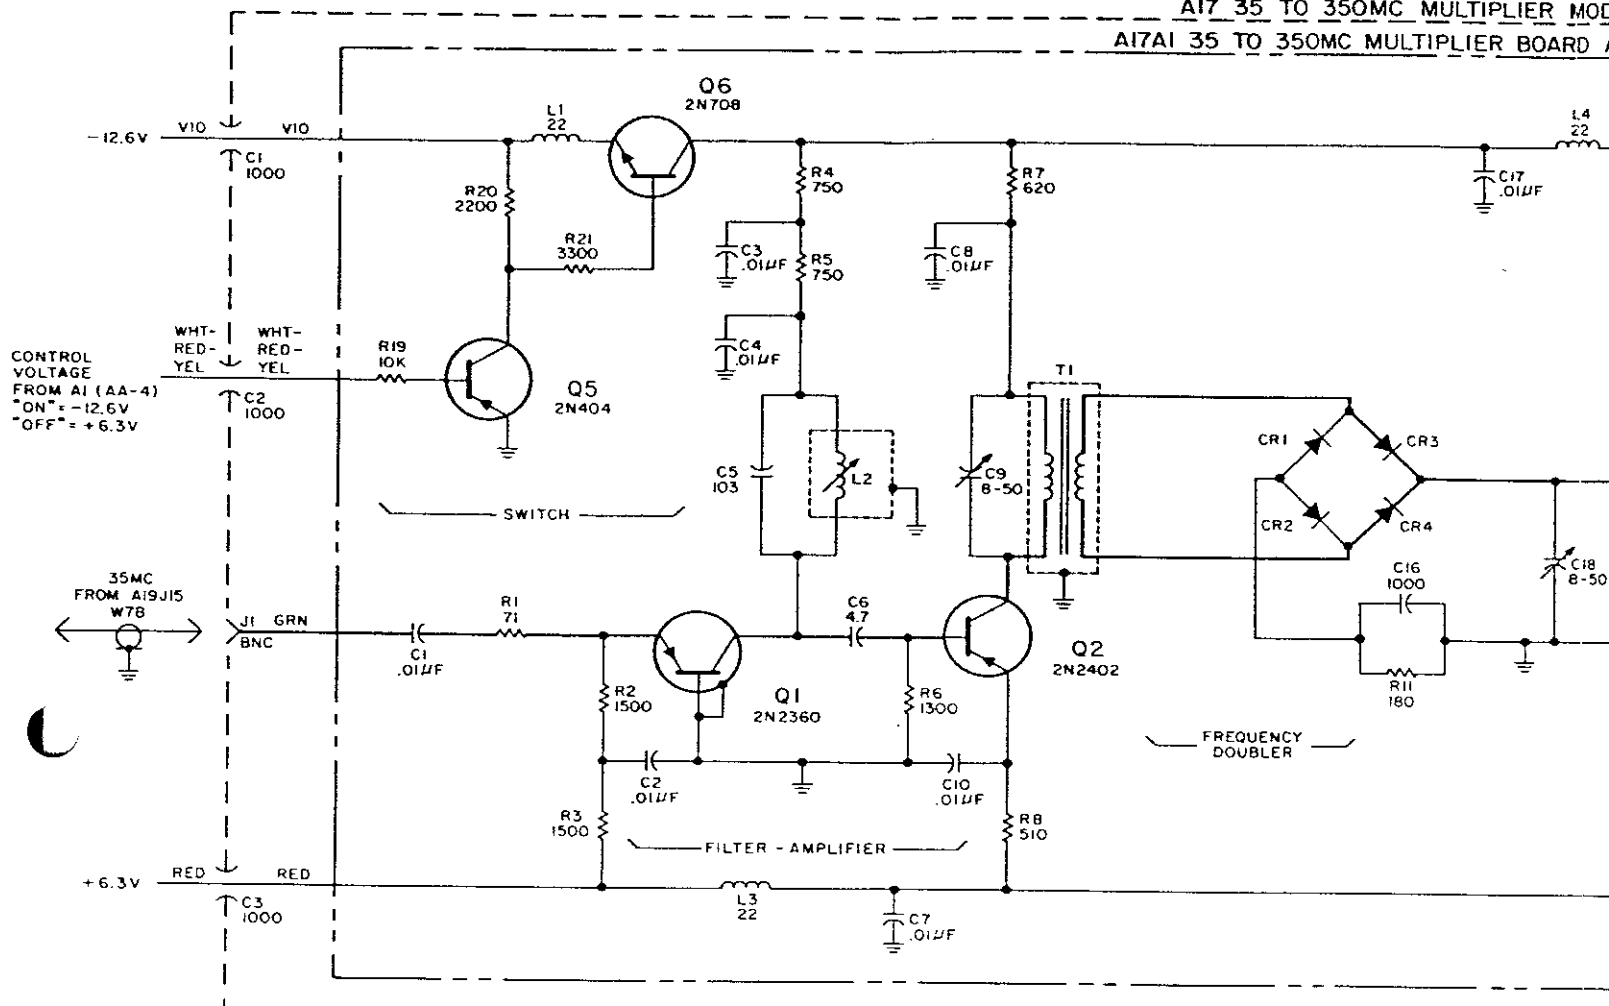 A17 35 TO 350MC MULTIPLIER MOD
A17A1 35 TO 350MC MULTIPLIER BOARD A
Q6
2N708
L1
22
L4
22
-12.6V
VIO
VIO
C1
1000
R20
2200
R4
750
R7
620
C17
.01µF
R21
3300
C3
.01µF
R5
750
C8
.01µF
WHT-
RED-
YEL
WHT-
RED-
YEL
R19
10K
C4
.01µF
CONTROL
VOLTAGE
FROM A1 (AA-4)
"ON" = -12.6V
"OFF" = +6.3V
C2
1000
Q5
2N404
T1
CR1
CR3
C5
103
L2
C9
8-50
SWITCH
CR2
CR4
35MC
FROM A19J15
W78
C16
1000
C18
8-50
J1
GRN
BNC
C1
.01µF
R1
71
C6
4.7
Q2
2N2402
R2
1500
Q1
2N2360
R6
1300
R11
180
FREQUENCY
DOUBLER
C2
.01µF
C10
.01µF
R3
1500
R8
510
FILTER - AMPLIFIER
+6.3V
RED
RED
C3
1000
L3
22
C7
.01µF